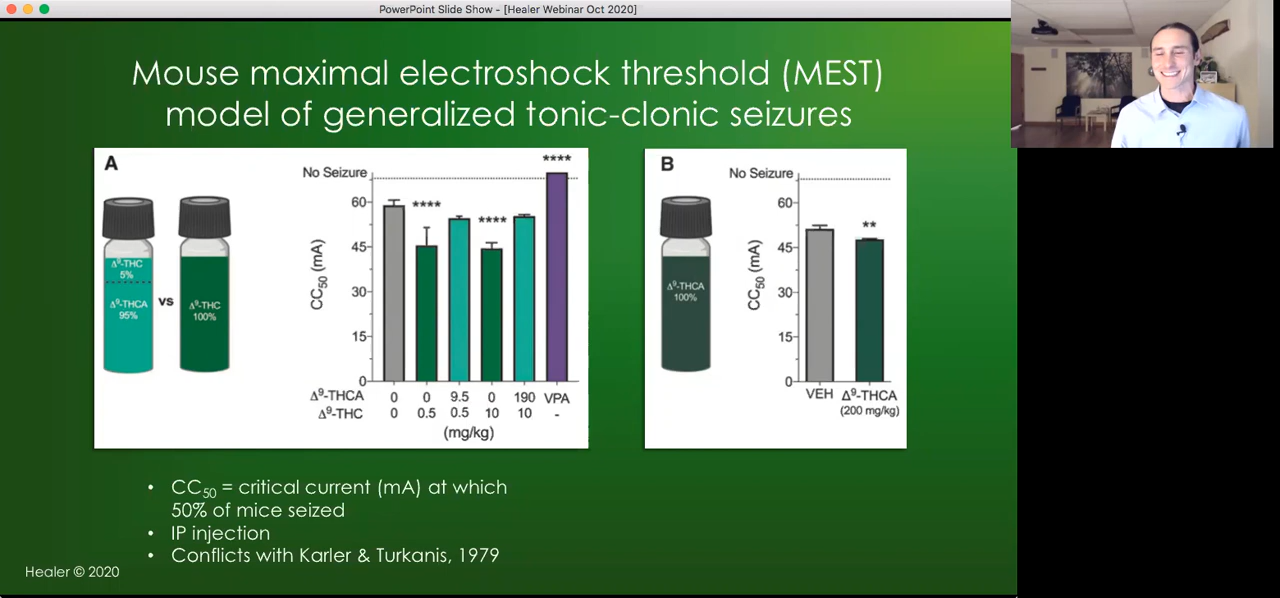 PowerPoint Slide Show - [Healer Webinar Oct 2020]
Mouse maximal electroshock threshold (MEST)
model of generalized tonic-clonic seizures
A
Δ⁹-THC
5%
Δ⁹-THCA
95%
vs
Δ⁹-THC
100%
No Seizure
60
45
30
15
0
CC₅₀ (mA)
****
****
****
Δ⁹-THCA 0 0 9.5 0 190 VPA
Δ⁹-THC 0 0.5 0.5 10 10 -
(mg/kg)
B
Δ⁹-THCA
100%
No Seizure
60
45
30
15
0
CC₅₀ (mA)
**
VEH Δ⁹-THCA
(200 mg/kg)
• CC₅₀ = critical current (mA) at which
50% of mice seized
• IP injection
• Conflicts with Karler & Turkanis, 1979
Healer © 2020